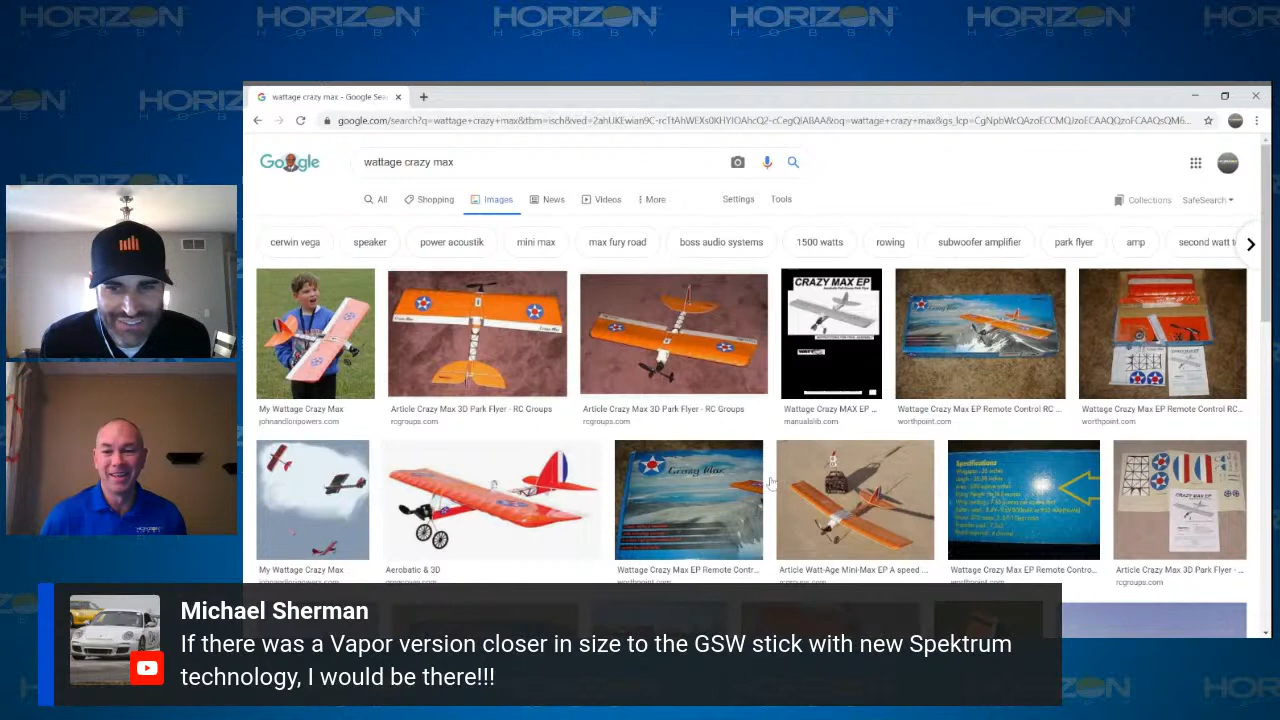 HORIZON HOBBY
wattage crazy max - Google Sea
google.com/search?q=wattage+crazy+max&tbm=isch&ved=
Google
wattage crazy max
All Shopping Images News Videos More Settings Tools Collections SafeSearch
cerwin vega speaker power acoustik mini max max fury road boss audio systems 1500 watts rowing subwoofer amplifier park flyer amp second watt
CRAZY MAX EP
My Wattage Crazy Max
johnandloripowers.com
Article Crazy Max 3D Park Flyer - RC Groups
rcgroups.com
Article Crazy Max 3D Park Flyer - RC Groups
rcgroups.com
Wattage Crazy MAX EP ...
manualslib.com
Wattage Crazy Max EP Remote Control RC ...
worthpoint.com
Wattage Crazy Max EP Remote Control RC...
worthpoint.com
Crazy Max
Specifications
My Wattage Crazy Max
Aerobatic & 3D
Wattage Crazy Max EP Remote Contr...
Article Watt-Age Mini-Max EP A speed ...
Wattage Crazy Max EP Remote Contr...
Article Crazy Max 3D Park Flyer - ...
rcgroups.com
Michael Sherman
If there was a Vapor version closer in size to the GSW stick with new Spektrum
technology, I would be there!!!